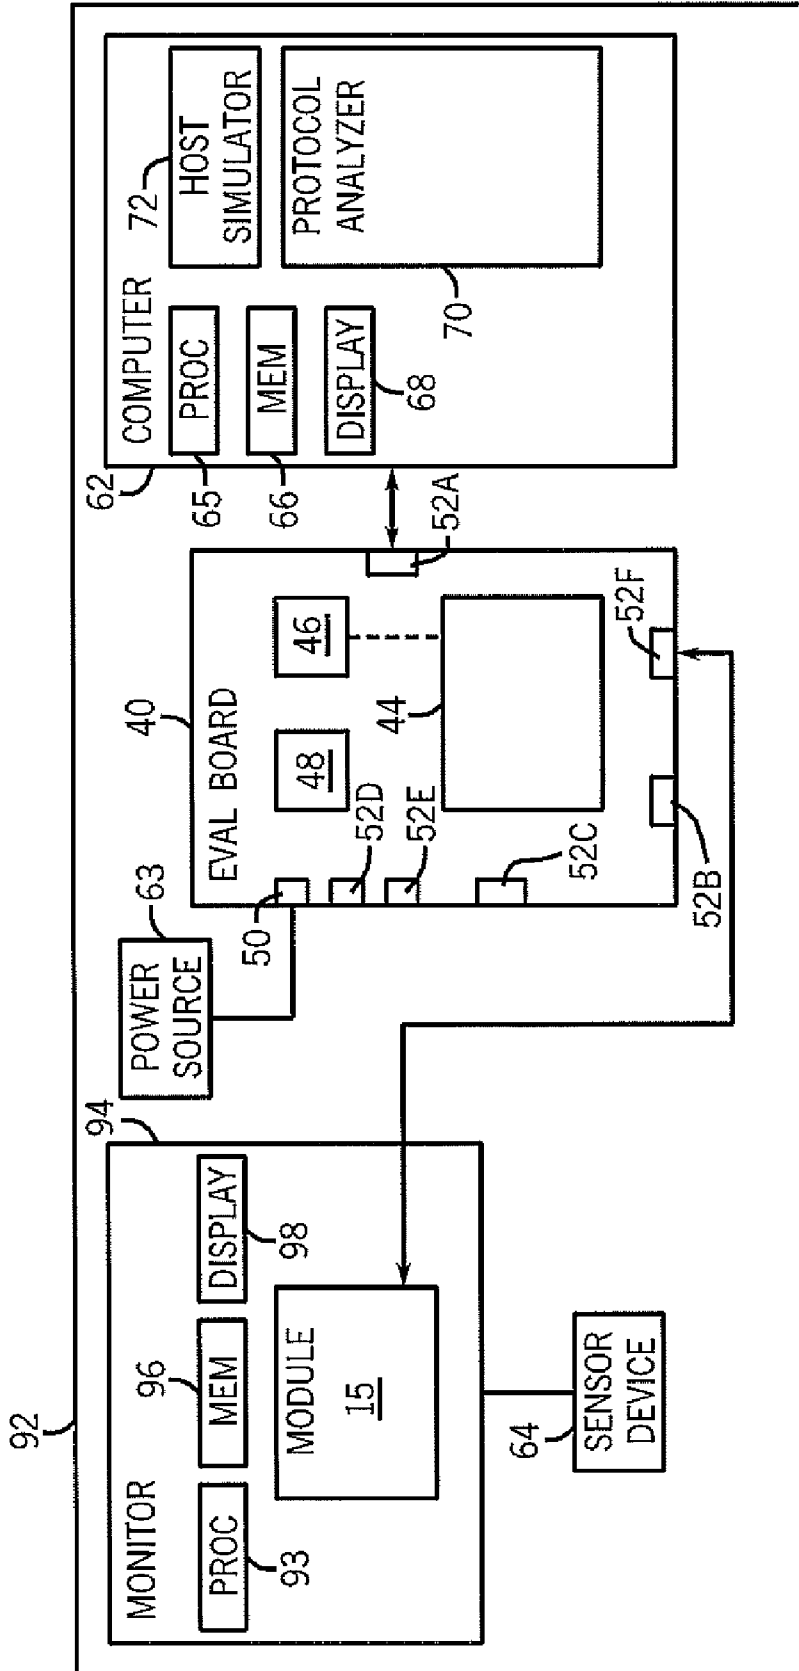 92
94
MONITOR
PROC
93
96
MEM
DISPLAY
98
MODULE
15
64
SENSOR
DEVICE
POWER
SOURCE
63
40
EVAL BOARD
50
52D
52E
52C
48
46
44
52A
52B
52F
62
COMPUTER
PROC
65
MEM
66
DISPLAY
68
72
HOST
SIMULATOR
PROTOCOL
ANALYZER
70